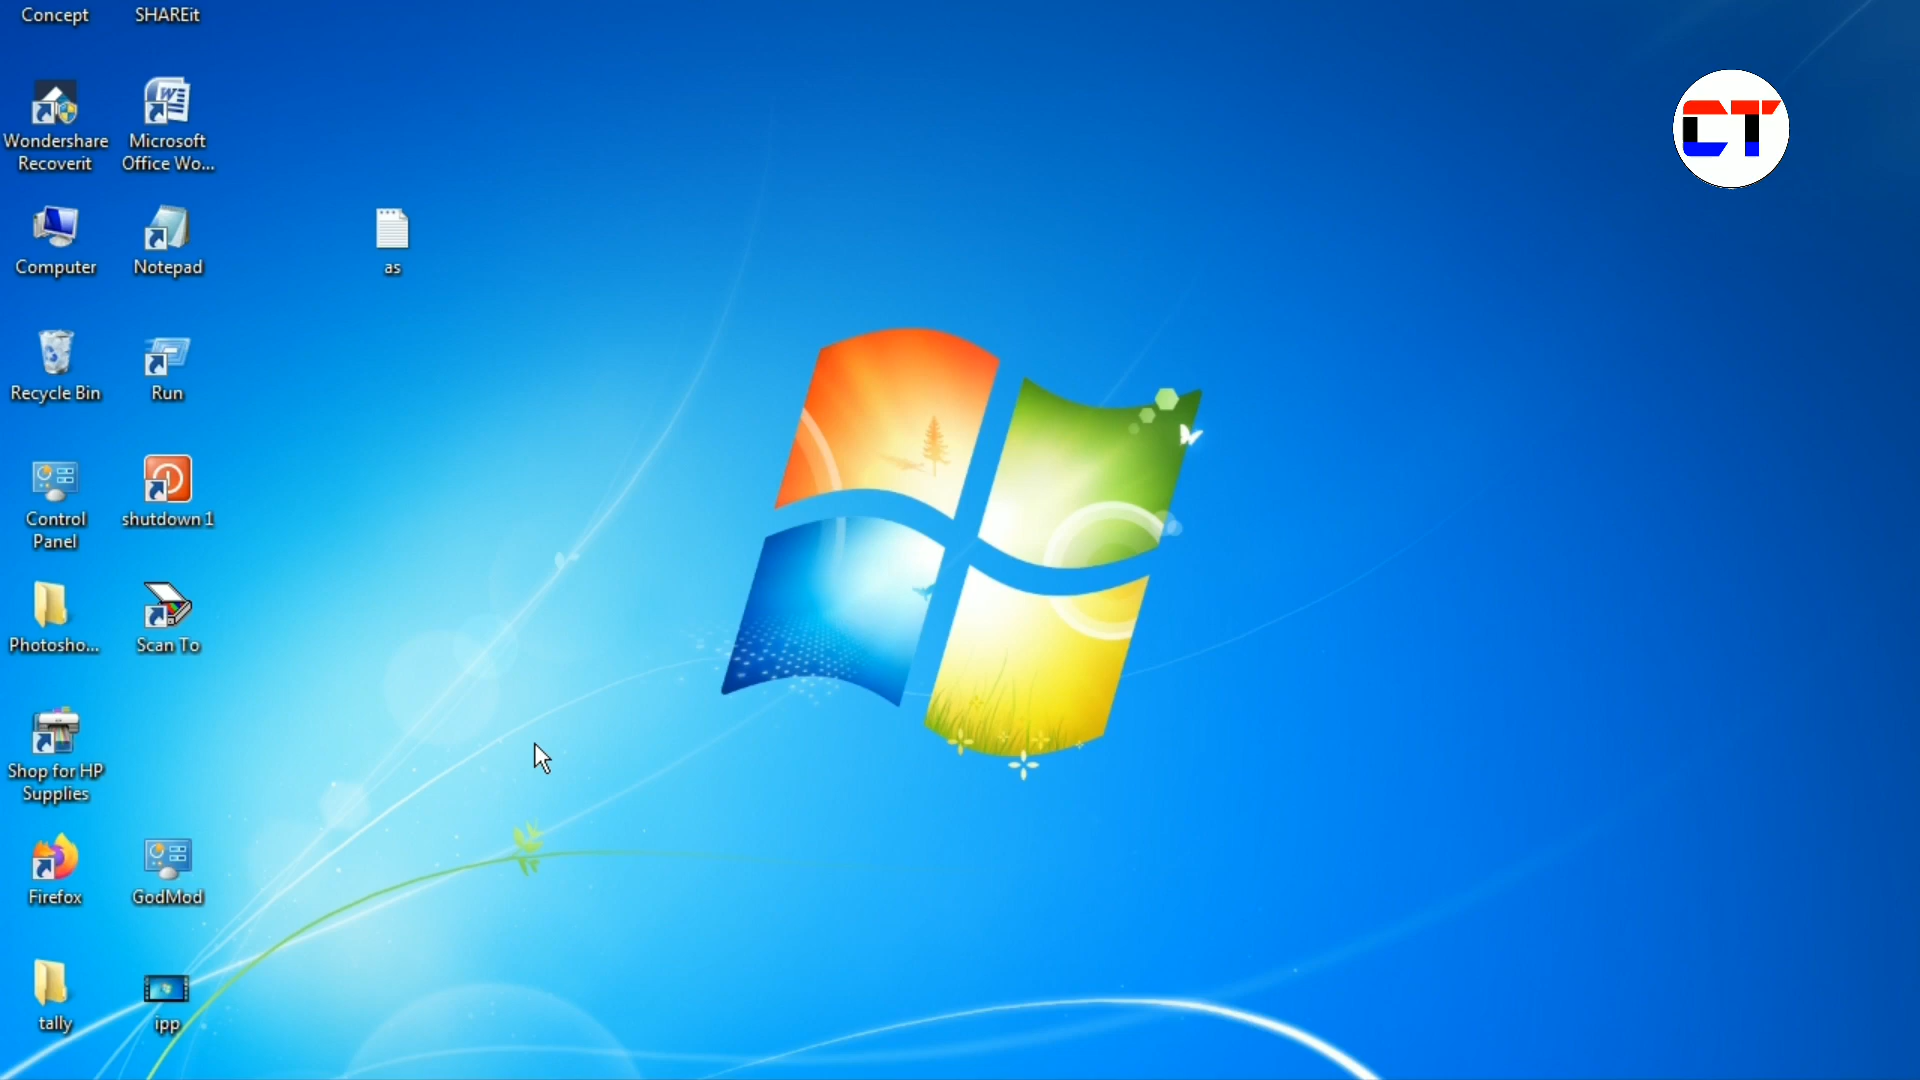 Concept
SHAREit
Wondershare
Recoverit
Microsoft
Office Wo...
Computer
Notepad
as
Recycle Bin
Run
Control
Panel
shutdown 1
Photosho...
Scan To
Shop for HP
Supplies
Firefox
GodMod
tally
ipp
CT